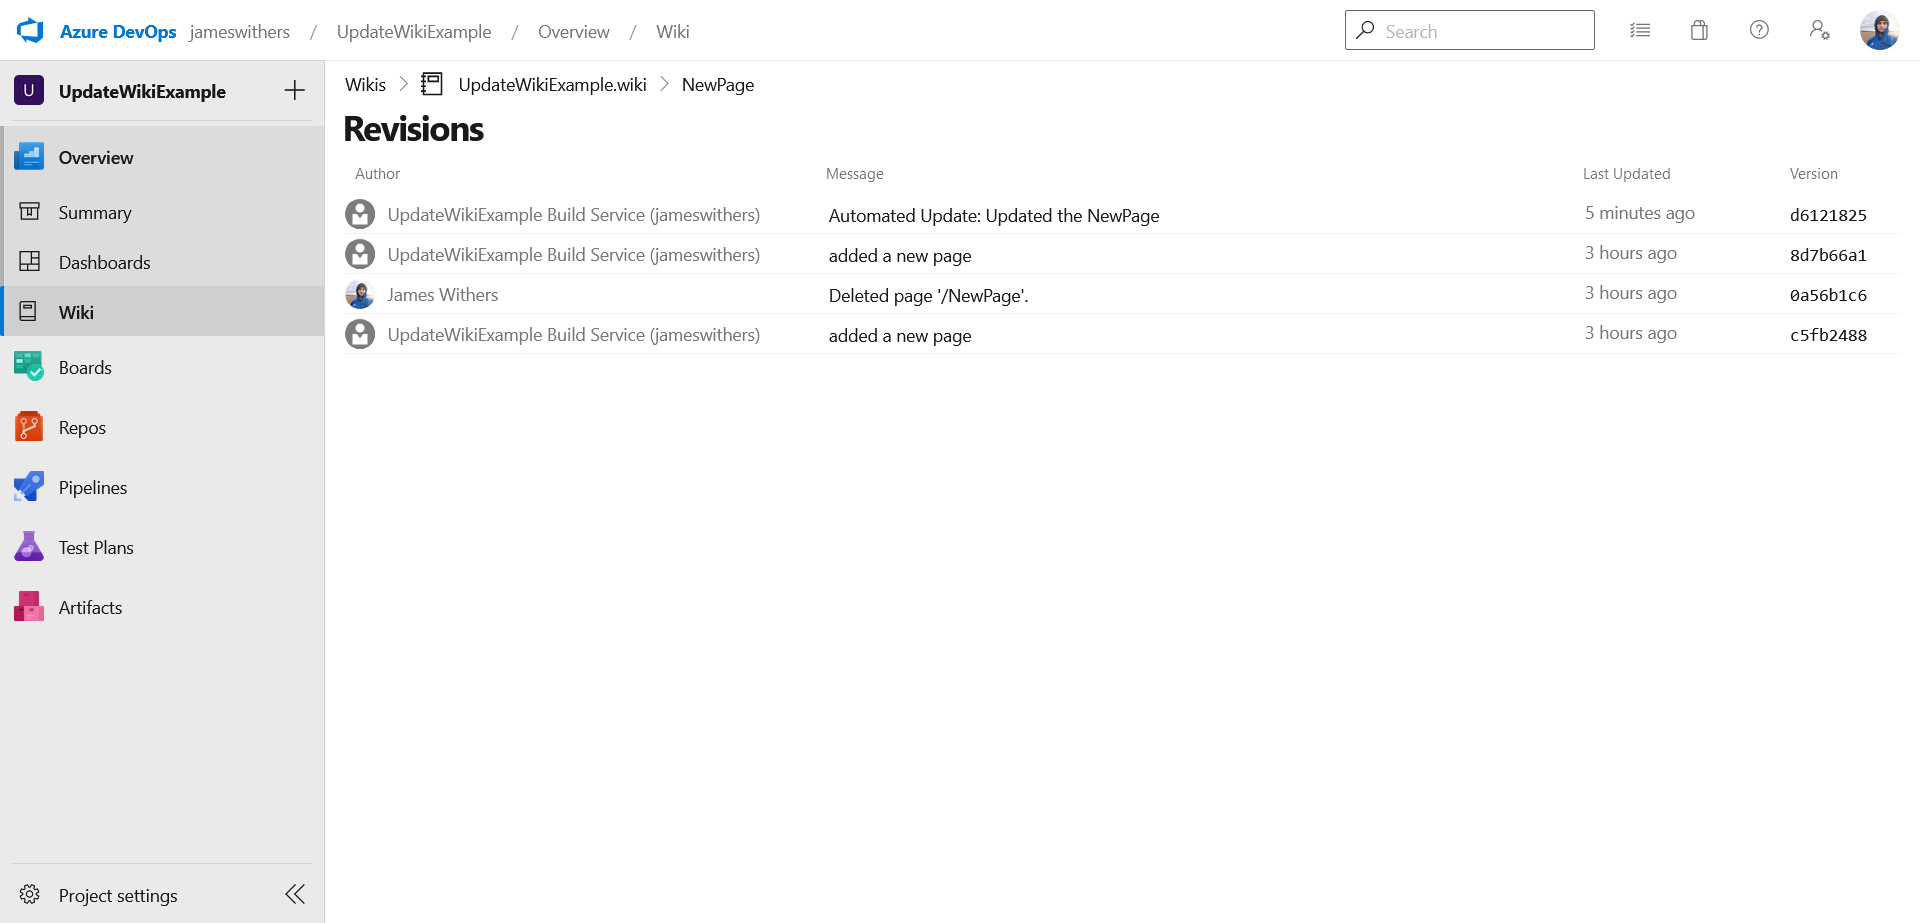 Azure DevOps jameswithers / UpdateWikiExample / Overview / Wiki Search
U UpdateWikiExample
Overview
Summary
Dashboards
Wiki
Boards
Repos
Pipelines
Test Plans
Artifacts
Project settings
Wikis > UpdateWikiExample.wiki > NewPage
Revisions
Author Message Last Updated Version
UpdateWikiExample Build Service (jameswithers) Automated Update: Updated the NewPage 5 minutes ago d6121825
UpdateWikiExample Build Service (jameswithers) added a new page 3 hours ago 8d7b66a1
James Withers Deleted page '/NewPage'. 3 hours ago 0a56b1c6
UpdateWikiExample Build Service (jameswithers) added a new page 3 hours ago c5fb2488